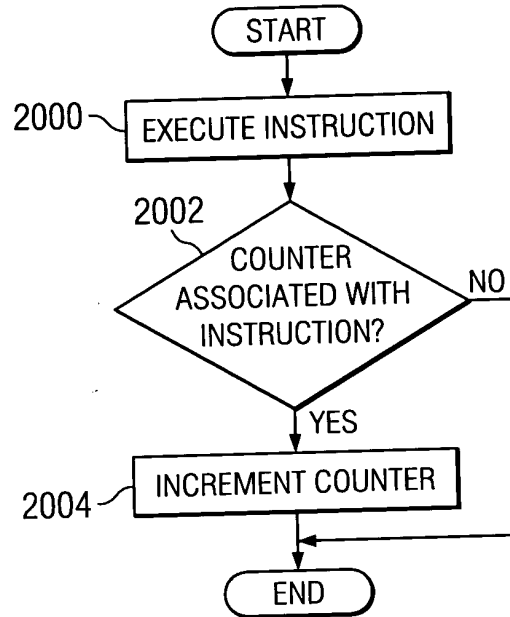 START
2000
EXECUTE INSTRUCTION
2002
COUNTER
ASSOCIATED WITH
INSTRUCTION?
NO
YES
2004
INCREMENT COUNTER
END